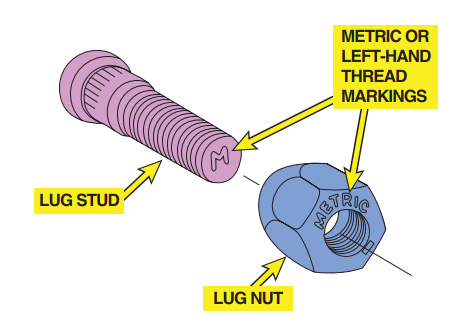 METRIC OR
LEFT-HAND
THREAD
MARKINGS
M
LUG STUD
METRIC
LUG NUT